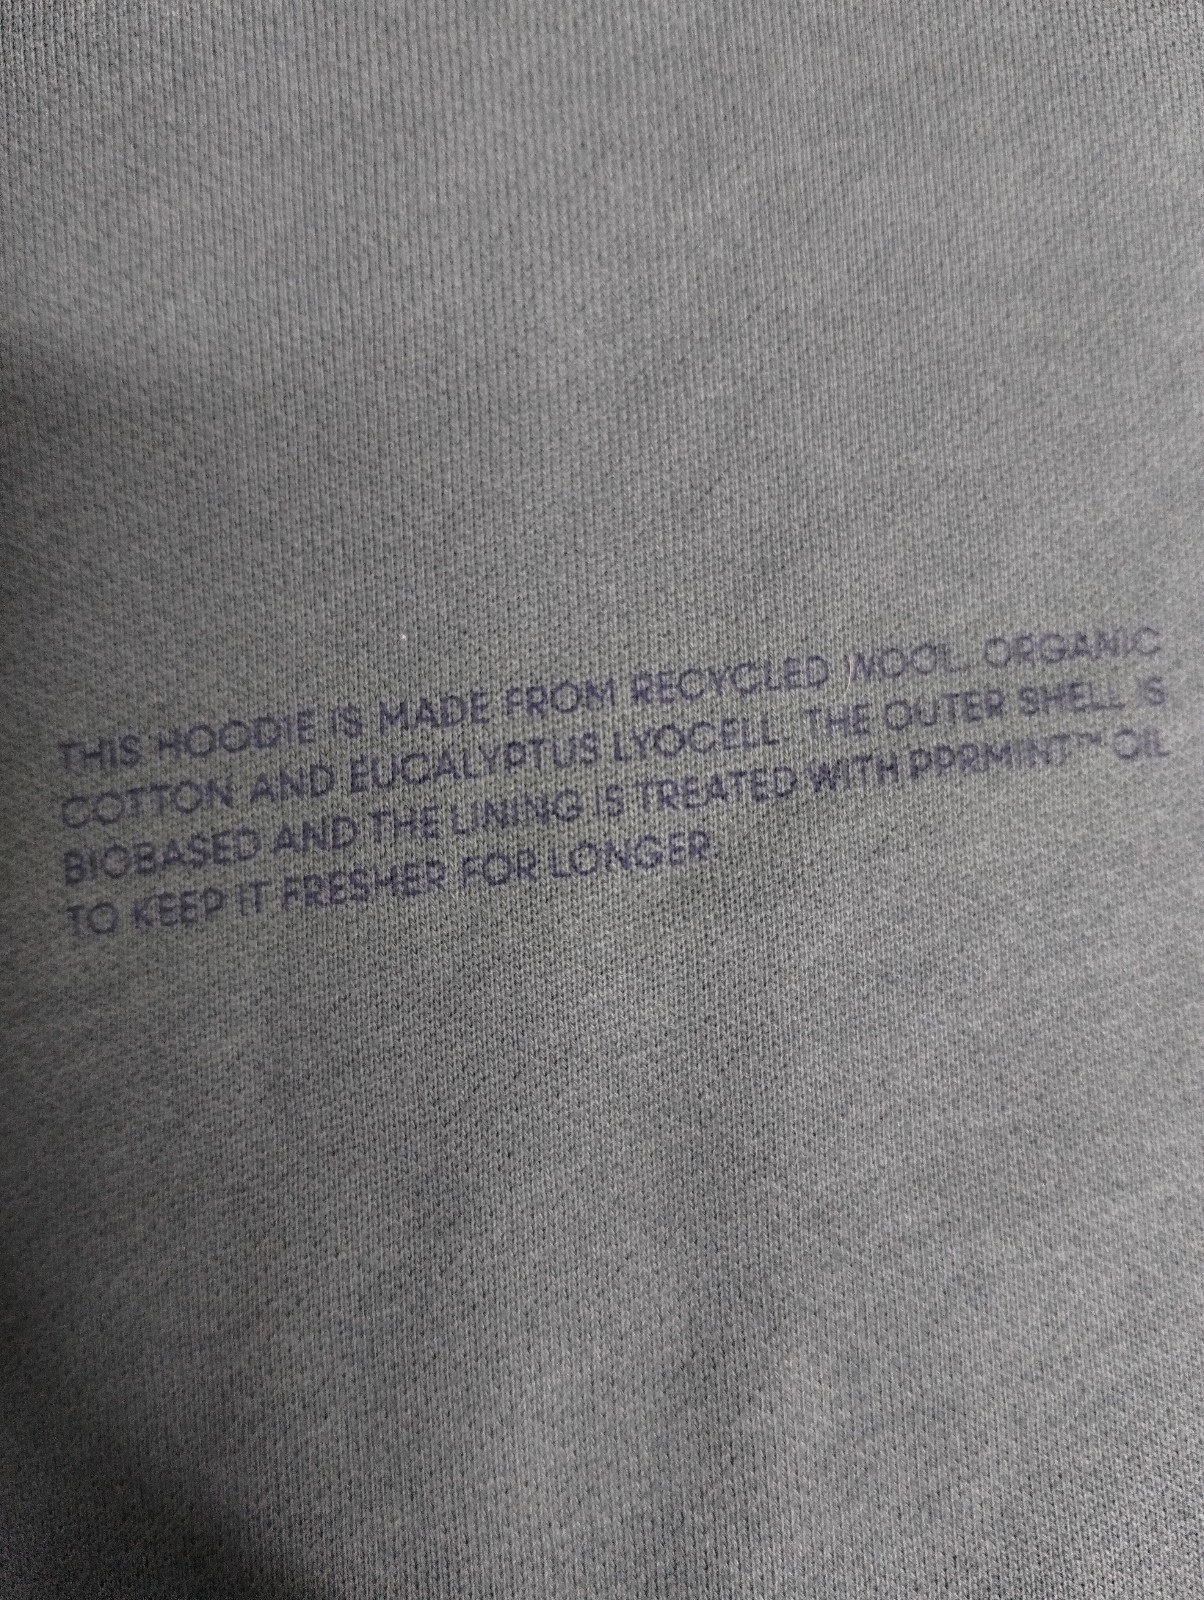 THIS HOODIE IS MADE FROM RECYCLED WOOL, ORGANIC
COTTON AND EUCALYPTUS LYOCELL. THE OUTER SHELL IS
BIOBASED AND THE LINING IS TREATED WITH PPRMINT™ OIL
TO KEEP IT FRESHER FOR LONGER.